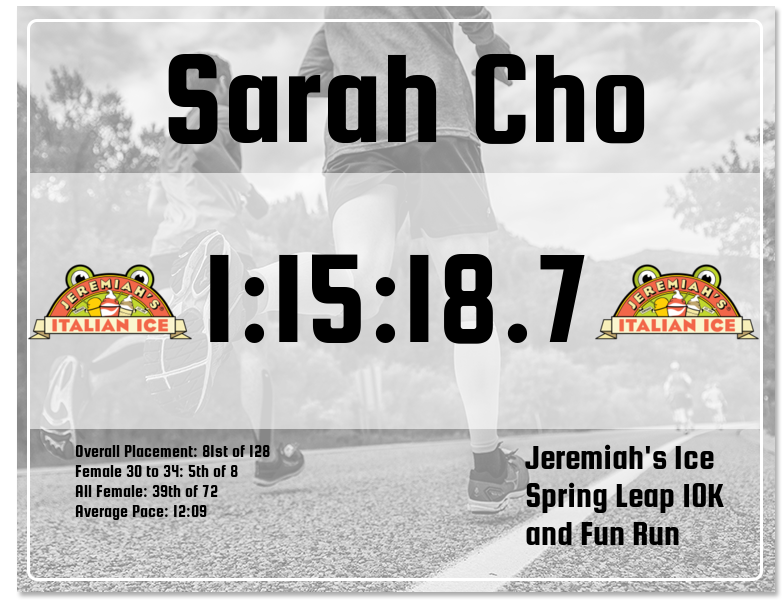 Sarah Cho
1:15:18.7
JEREMIAH'S
ITALIAN ICE
JEREMIAH'S
ITALIAN ICE
Overall Placement: 81st of 128
Female 30 to 34: 5th of 8
All Female: 39th of 72
Average Pace: 12:09
Jeremiah's Ice
Spring Leap 10K
and Fun Run